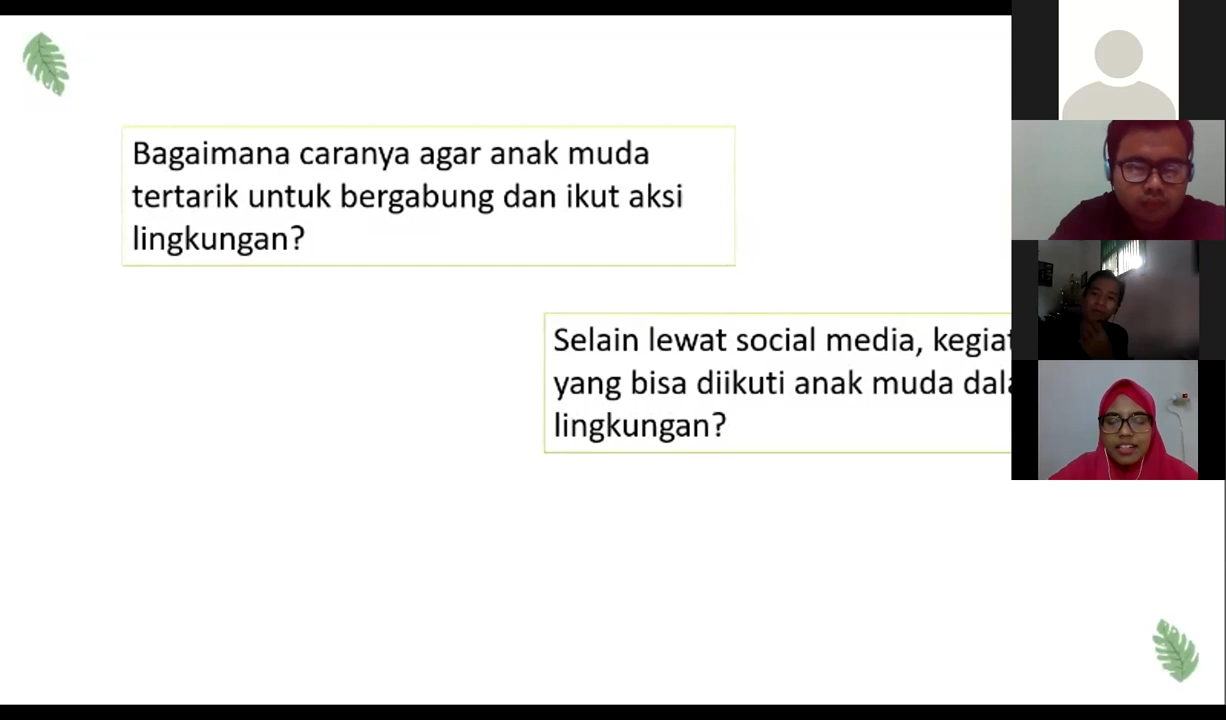 Bagaimana caranya agar anak muda
tertarik untuk bergabung dan ikut aksi
lingkungan?
Selain lewat social media,
yang bisa diikuti anak muda
lingkungan?